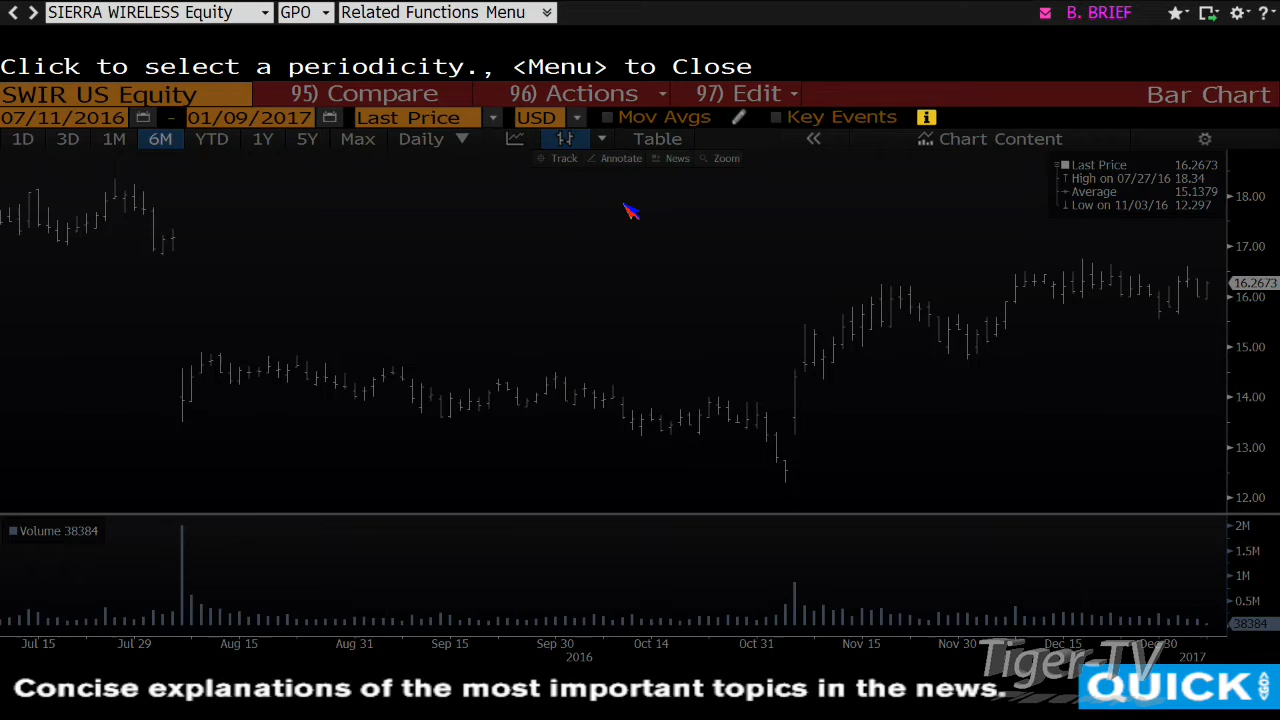 SIERRA WIRELESS Equity GPO Related Functions Menu B. BRIEF ?
Click to select a periodicity., <Menu> to Close
SWIR US Equity 95) Compare 96) Actions 97) Edit Bar Chart
07/11/2016 - 01/09/2017 Last Price USD Mov Avgs Key Events i
1D 3D 1M 6M YTD 1Y 5Y Max Daily Table Chart Content
Track Annotate News Zoom
Last Price 16.2673
High on 07/27/16 18.34
Average 15.1379
Low on 11/03/16 12.297
18.00
17.00
16.2673
16.00
15.00
14.00
13.00
12.00
Volume 38384
2M
1.5M
1M
0.5M
38384
Jul 15 Jul 29 Aug 15 Aug 31 Sep 15 Sep 30 Oct 14 Oct 31 Nov 15 Nov 30 Dec 15 Dec 30
2016 2017
Tiger-TV
Concise explanations of the most important topics in the news. QUICK